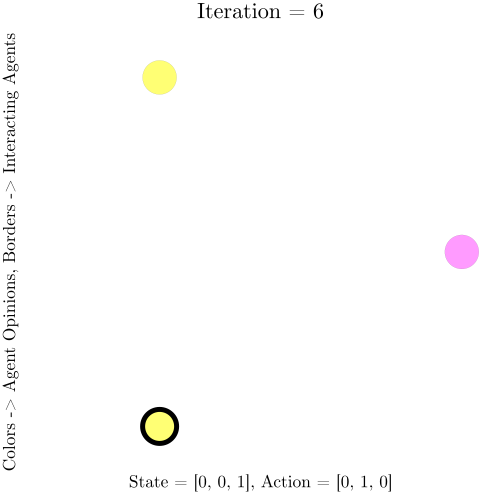 Iteration = 6
Colors -> Agent Opinions, Borders -> Interacting Agents
State = [0, 0, 1], Action = [0, 1, 0]